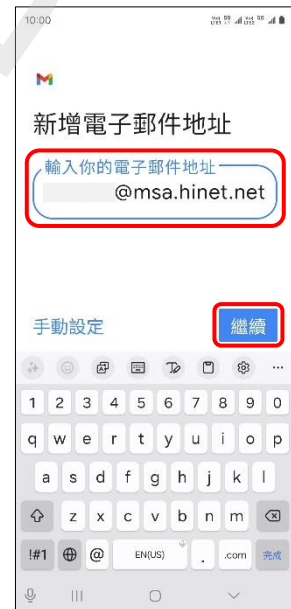 10:00
新增電子郵件地址
輸入你的電子郵件地址
@msa.hinet.net
手動設定
繼續
1 2 3 4 5 6 7 8 9 0
q w e r t y u i o p
a s d f g h j k l
z x c v b n m
!#1 @ EN(US) . .com 完成